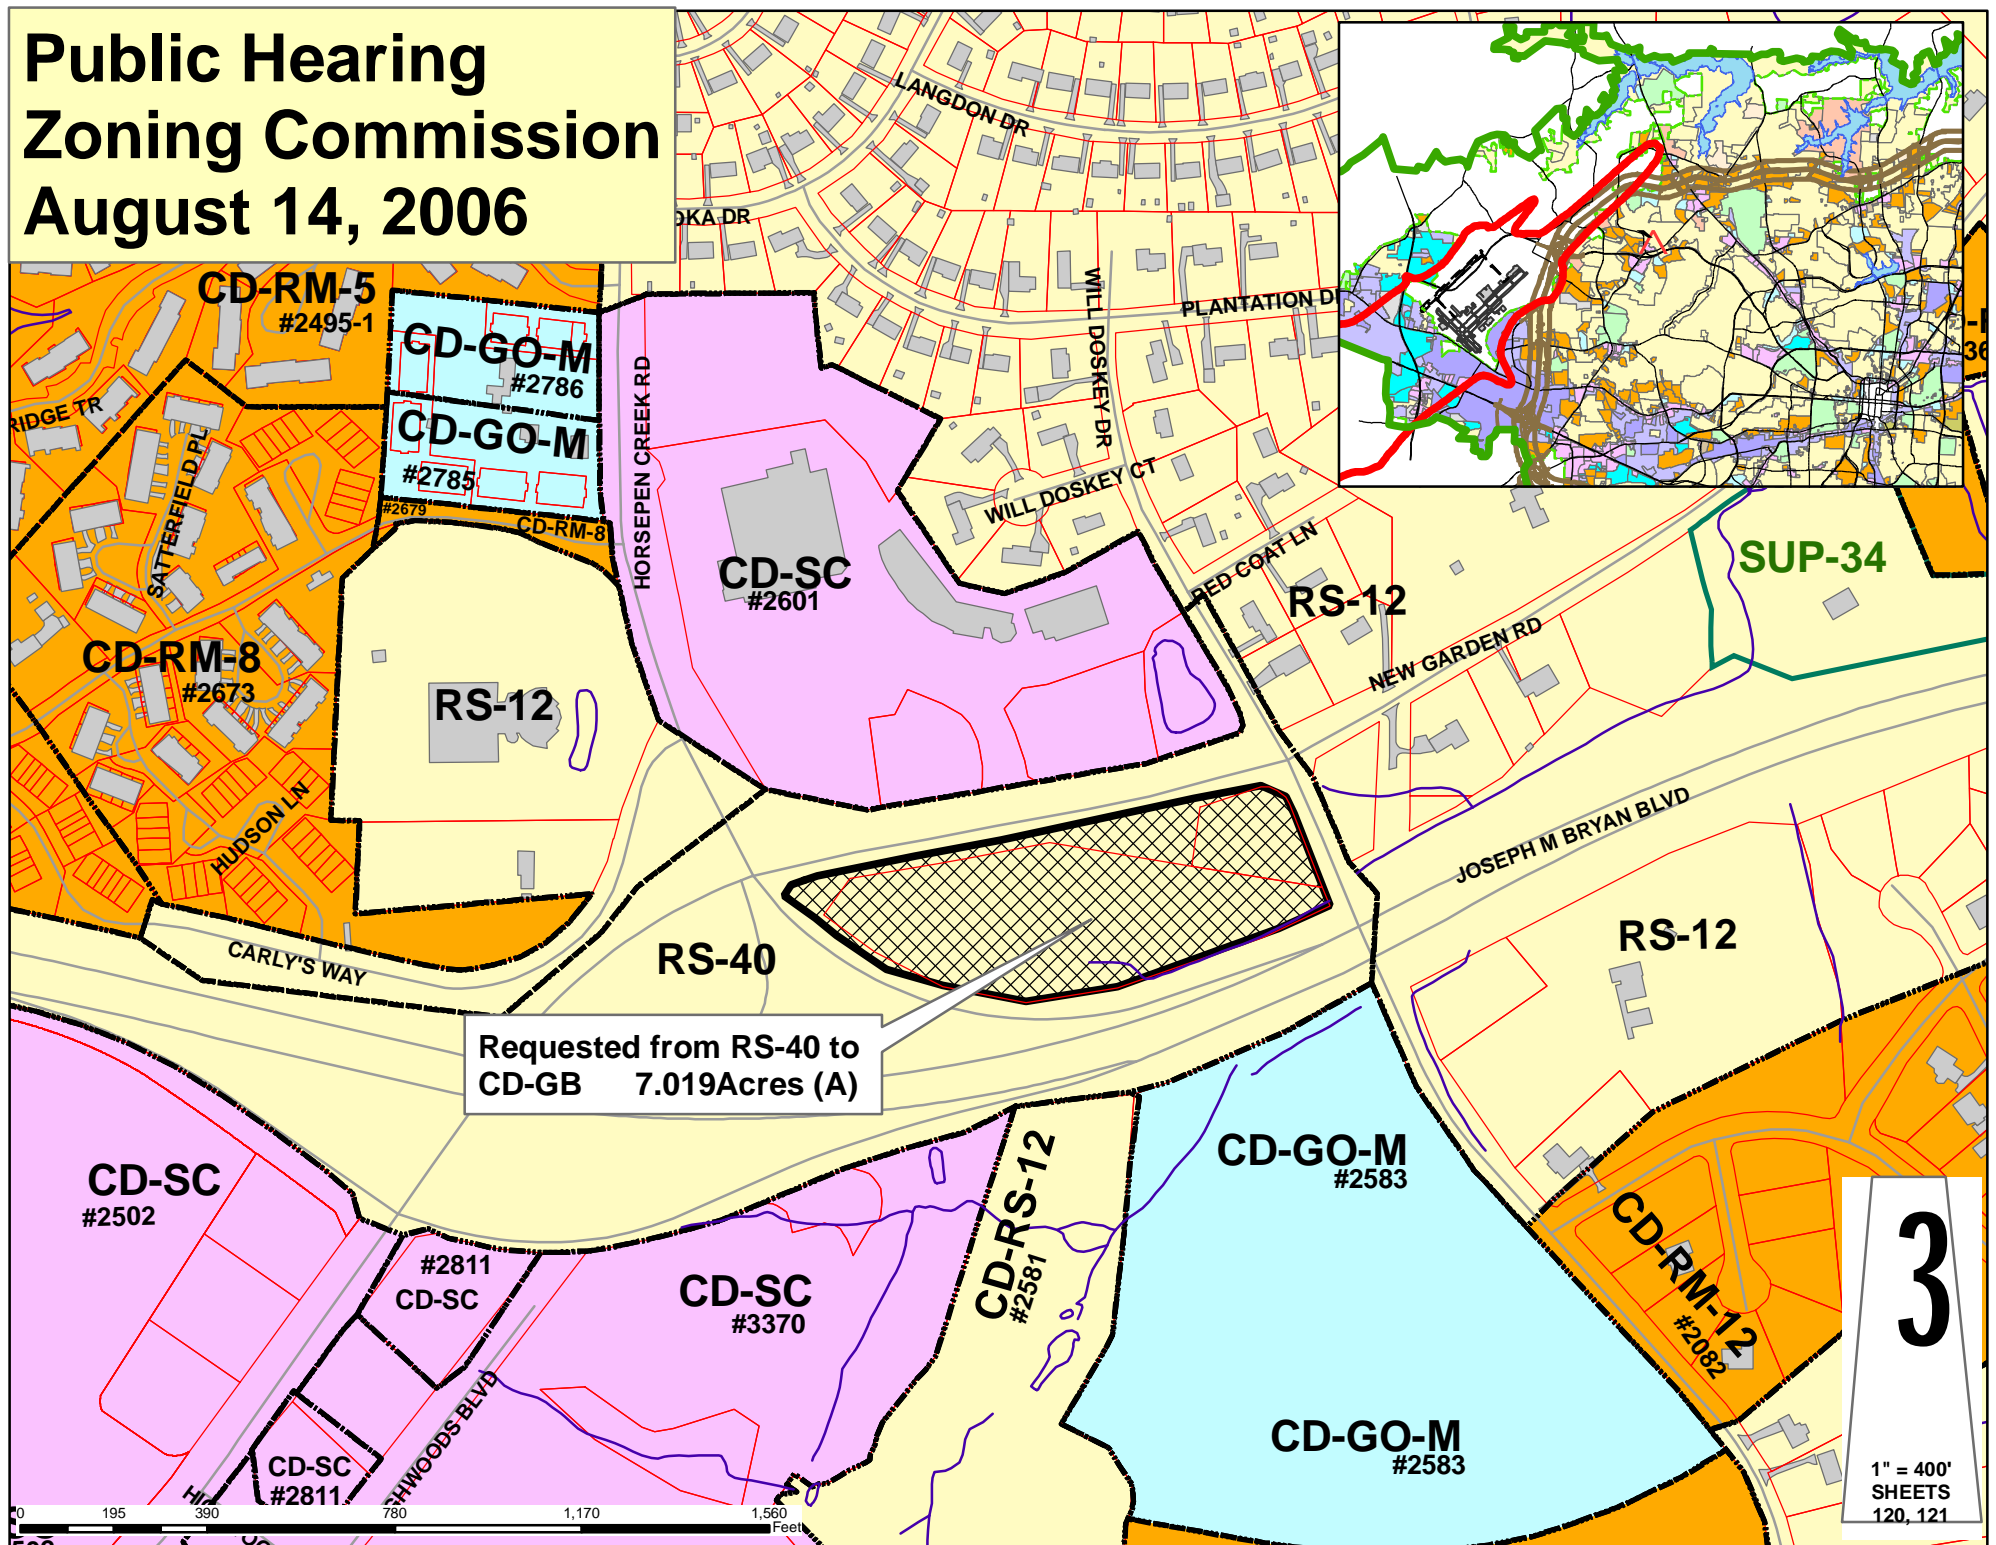 Public Hearing
Zoning Commission
August 14, 2006
LANGDON DR
OKA DR
WILL DOSKEY DR
PLANTATION D
CD-RM-5
#2495-1
CD-GO-M
#2786
CD-GO-M
#2785
#2679
CD-RM-8
RIDGE TR
SATTERFIELD PL
HORSEPEN CREEK RD
WILL DOSKEY CT
RED COAT LN
CD-SC
#2601
RS-12
SUP-34
NEW GARDEN RD
CD-RM-8
#2673
RS-12
HUDSON LN
JOSEPH M BRYAN BLVD
CARLY'S WAY
RS-40
RS-12
Requested from RS-40 to
CD-GB 7.019Acres (A)
CD-SC
#2502
#2811
CD-SC
CD-SC
#3370
CD-RS-12
#2581
CD-GO-M
#2583
CD-RM-12
#2082
CD-GO-M
#2583
CD-SC
#2811
GHWOODS BLVD
0 195 390 780 1,170 1,560
Feet
3
1" = 400'
SHEETS
120, 121